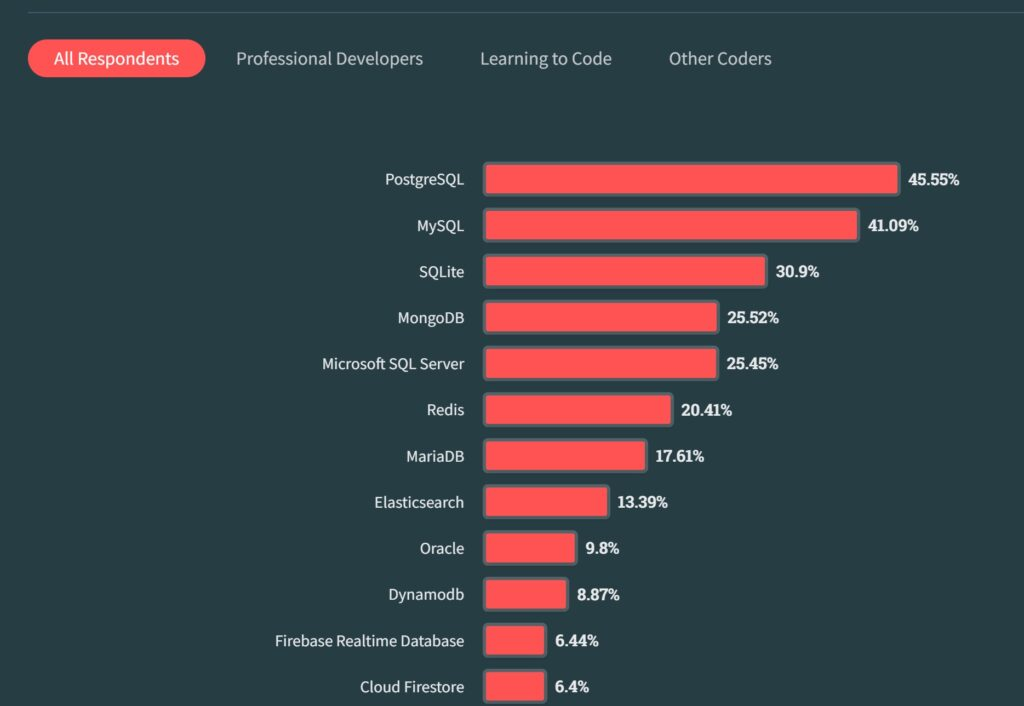 All Respondents Professional Developers Learning to Code Other Coders
PostgreSQL 45.55%
MySQL 41.09%
SQLite 30.9%
MongoDB 25.52%
Microsoft SQL Server 25.45%
Redis 20.41%
MariaDB 17.61%
Elasticsearch 13.39%
Oracle 9.8%
Dynamodb 8.87%
Firebase Realtime Database 6.44%
Cloud Firestore 6.4%